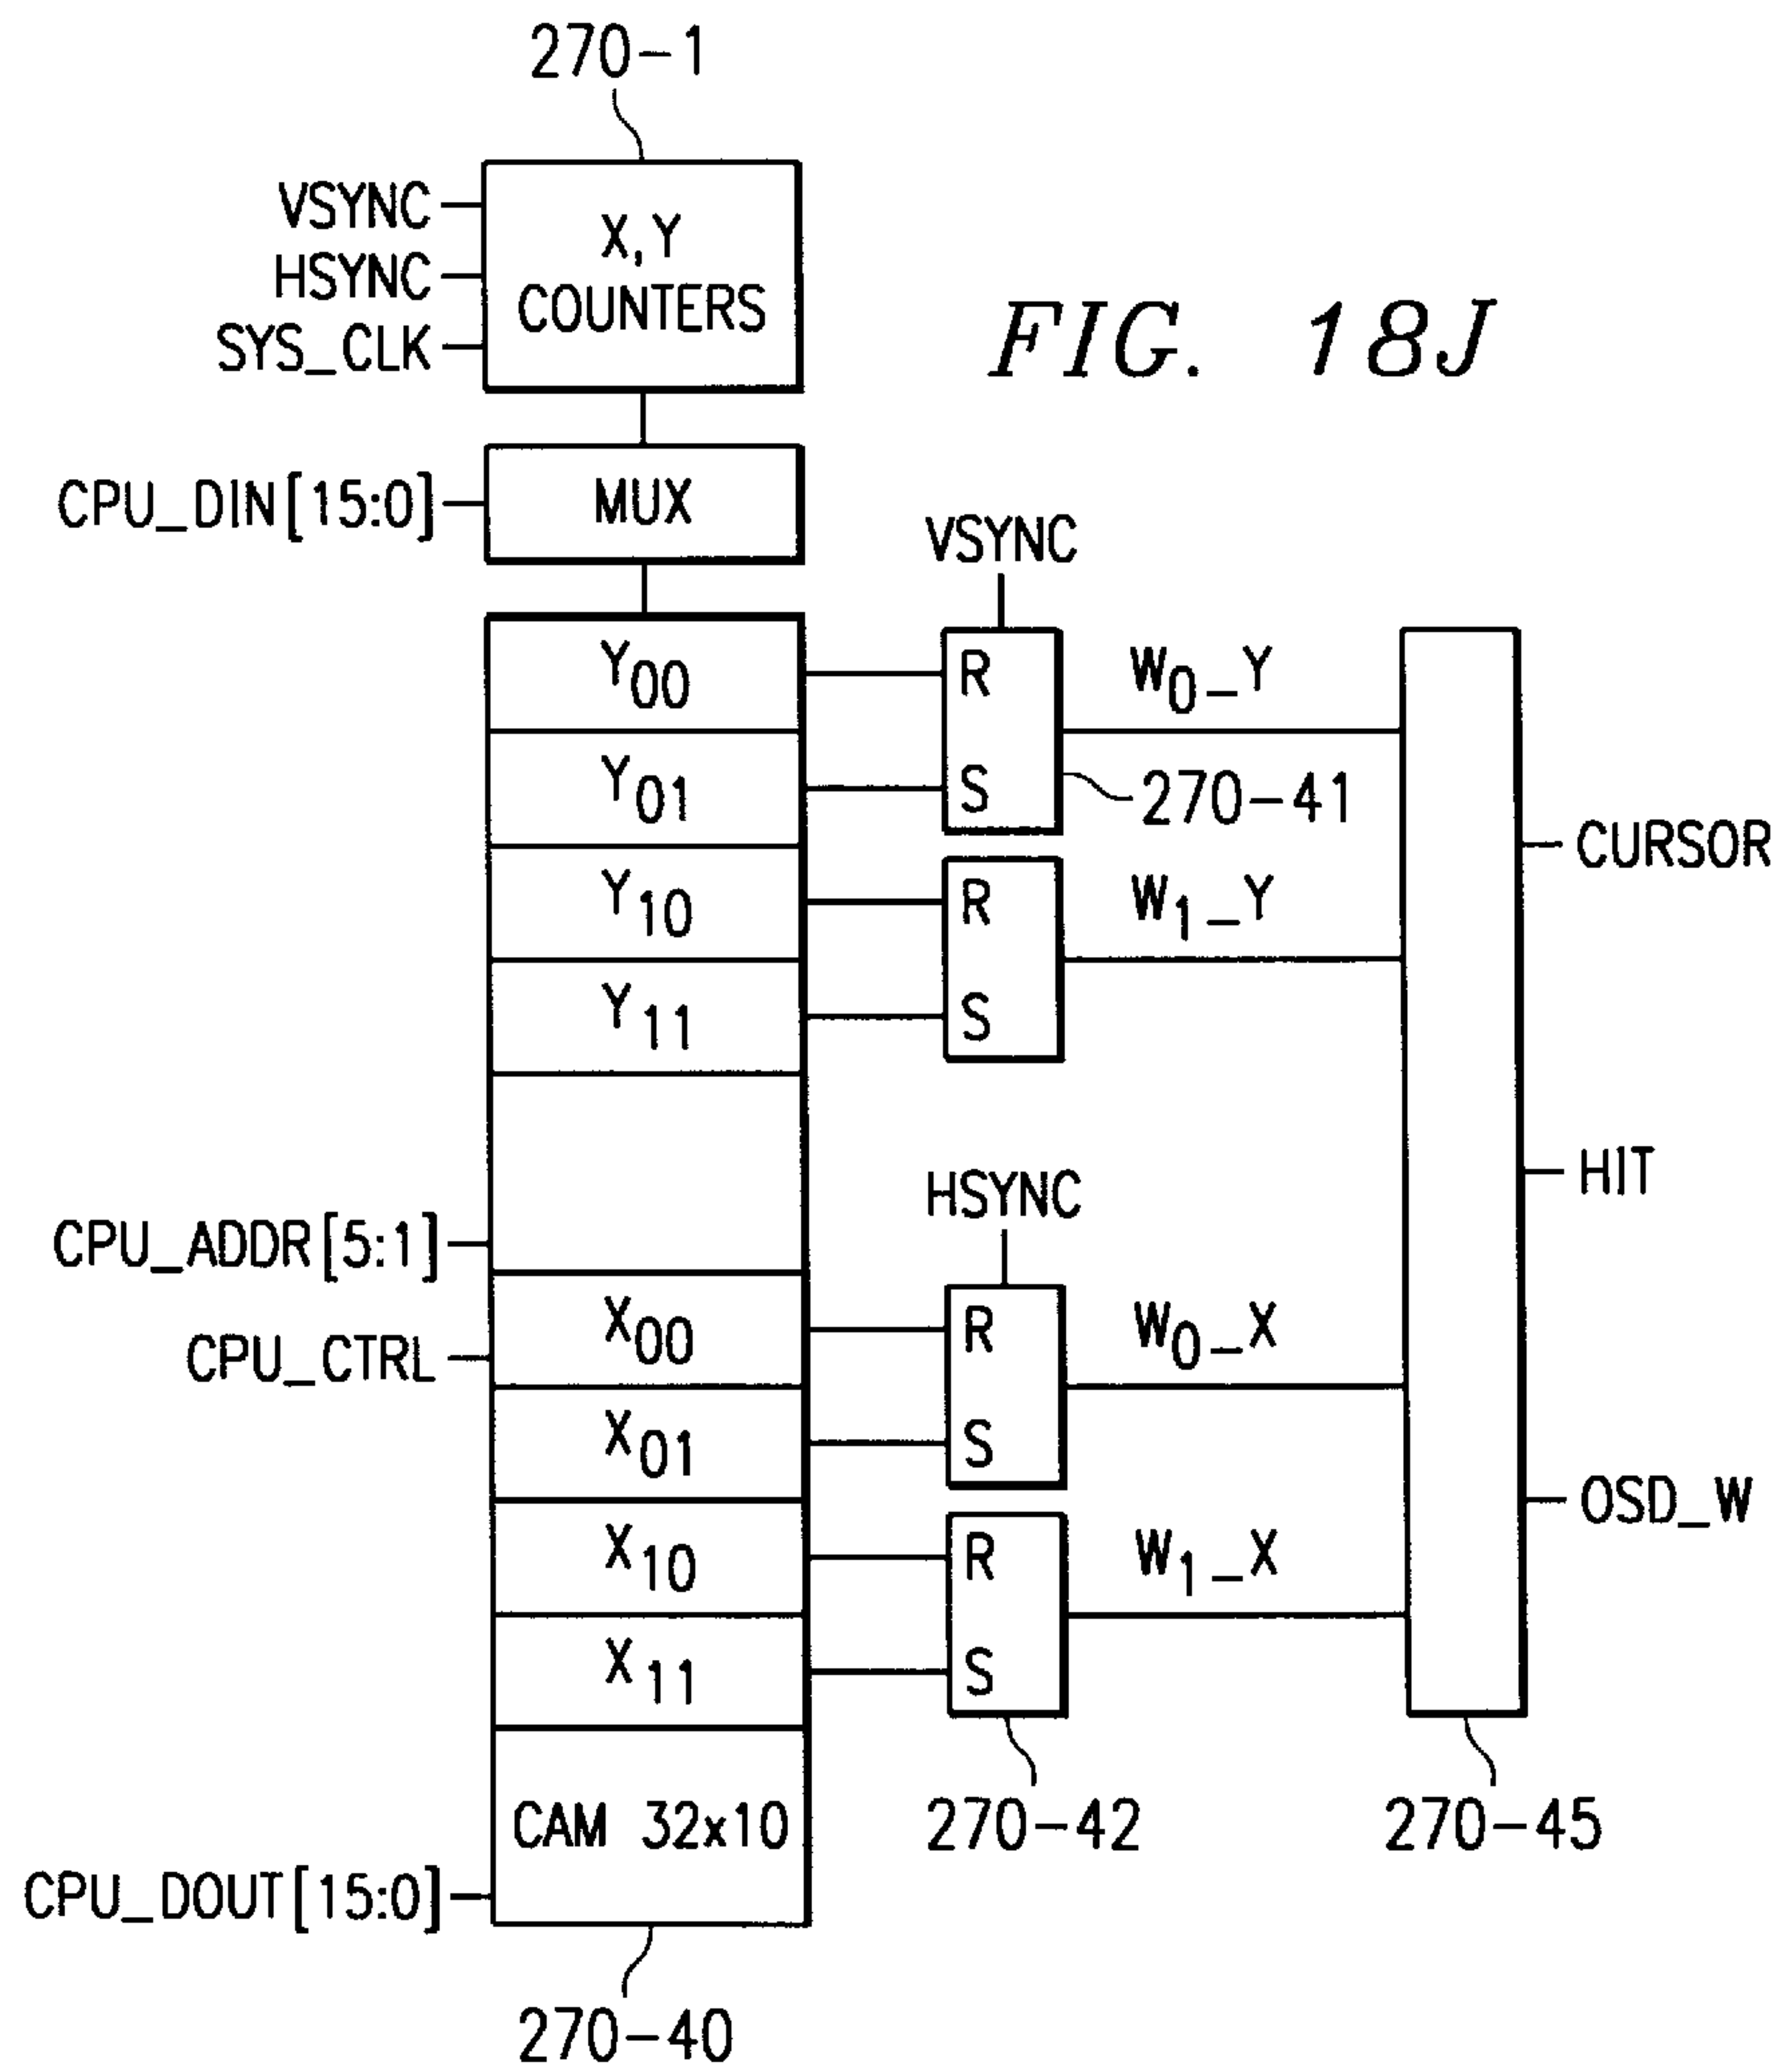 270-1
VSYNC
HSYNC
SYS_CLK
X,Y
COUNTERS
FIG. 18J
CPU_DIN[15:0]
MUX
VSYNC
Y00
R
W0_Y
Y01
S
270-41
CURSOR
Y10
R
W1_Y
Y11
S
HSYNC
HIT
CPU_ADDR[5:1]
X00
R
W0_X
CPU_CTRL
X01
S
OSD_W
X10
R
W1_X
X11
S
CAM 32x10
270-42
270-45
CPU_DOUT[15:0]
270-40